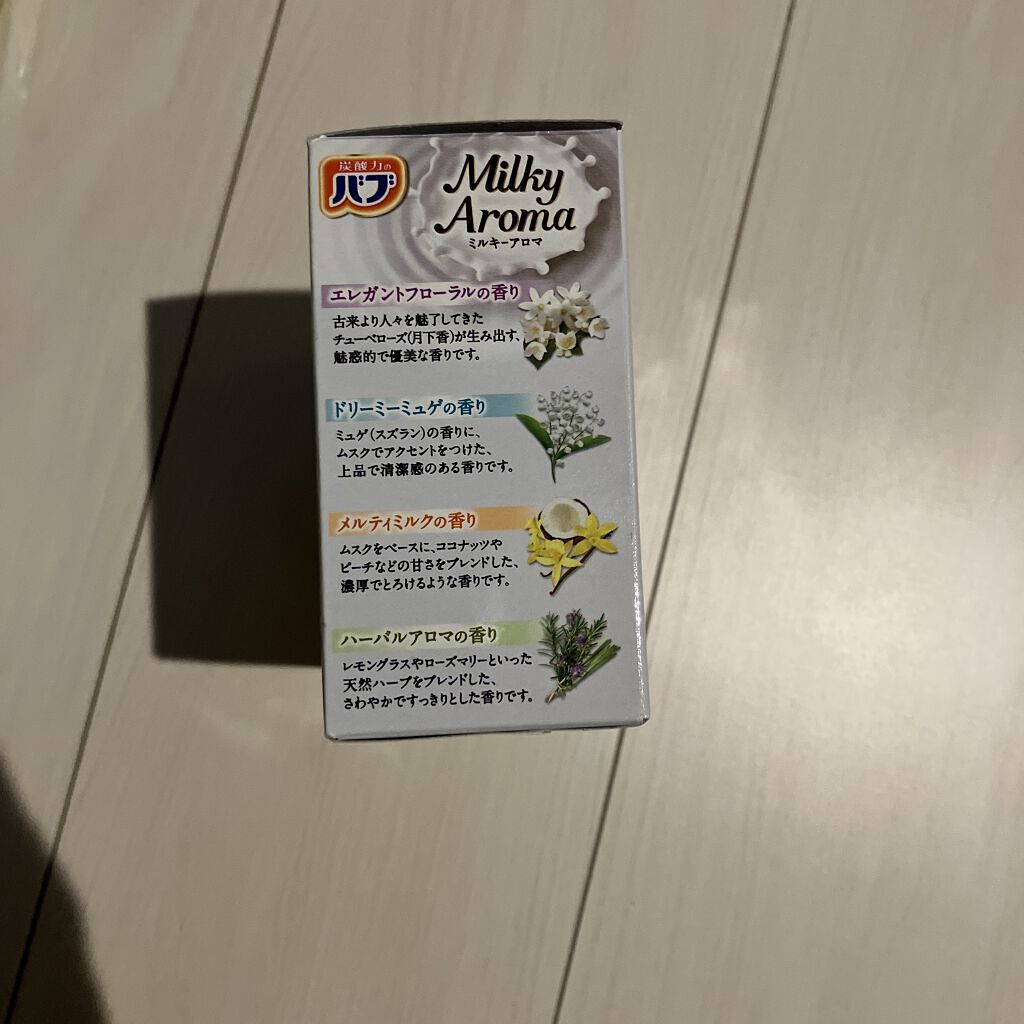 炭酸力の
バブ
Milky
Aroma
ミルキーアロマ
エレガントフローラルの香り
古来より人々を魅了してきた
チューベローズ(月下香)が生み出す、
魅惑的で優美な香りです。
ドリーミーミュゲの香り
ミュゲ(スズラン)の香りに、
ムスクでアクセントをつけた、
上品で清潔感のある香りです。
メルティミルクの香り
ムスクをベースに、ココナッツや
ピーチなどの甘さをブレンドした、
濃厚でとろけるような香りです。
ハーバルアロマの香り
レモングラスやローズマリーといった
天然ハーブをブレンドした、
さわやかですっきりとした香りです。